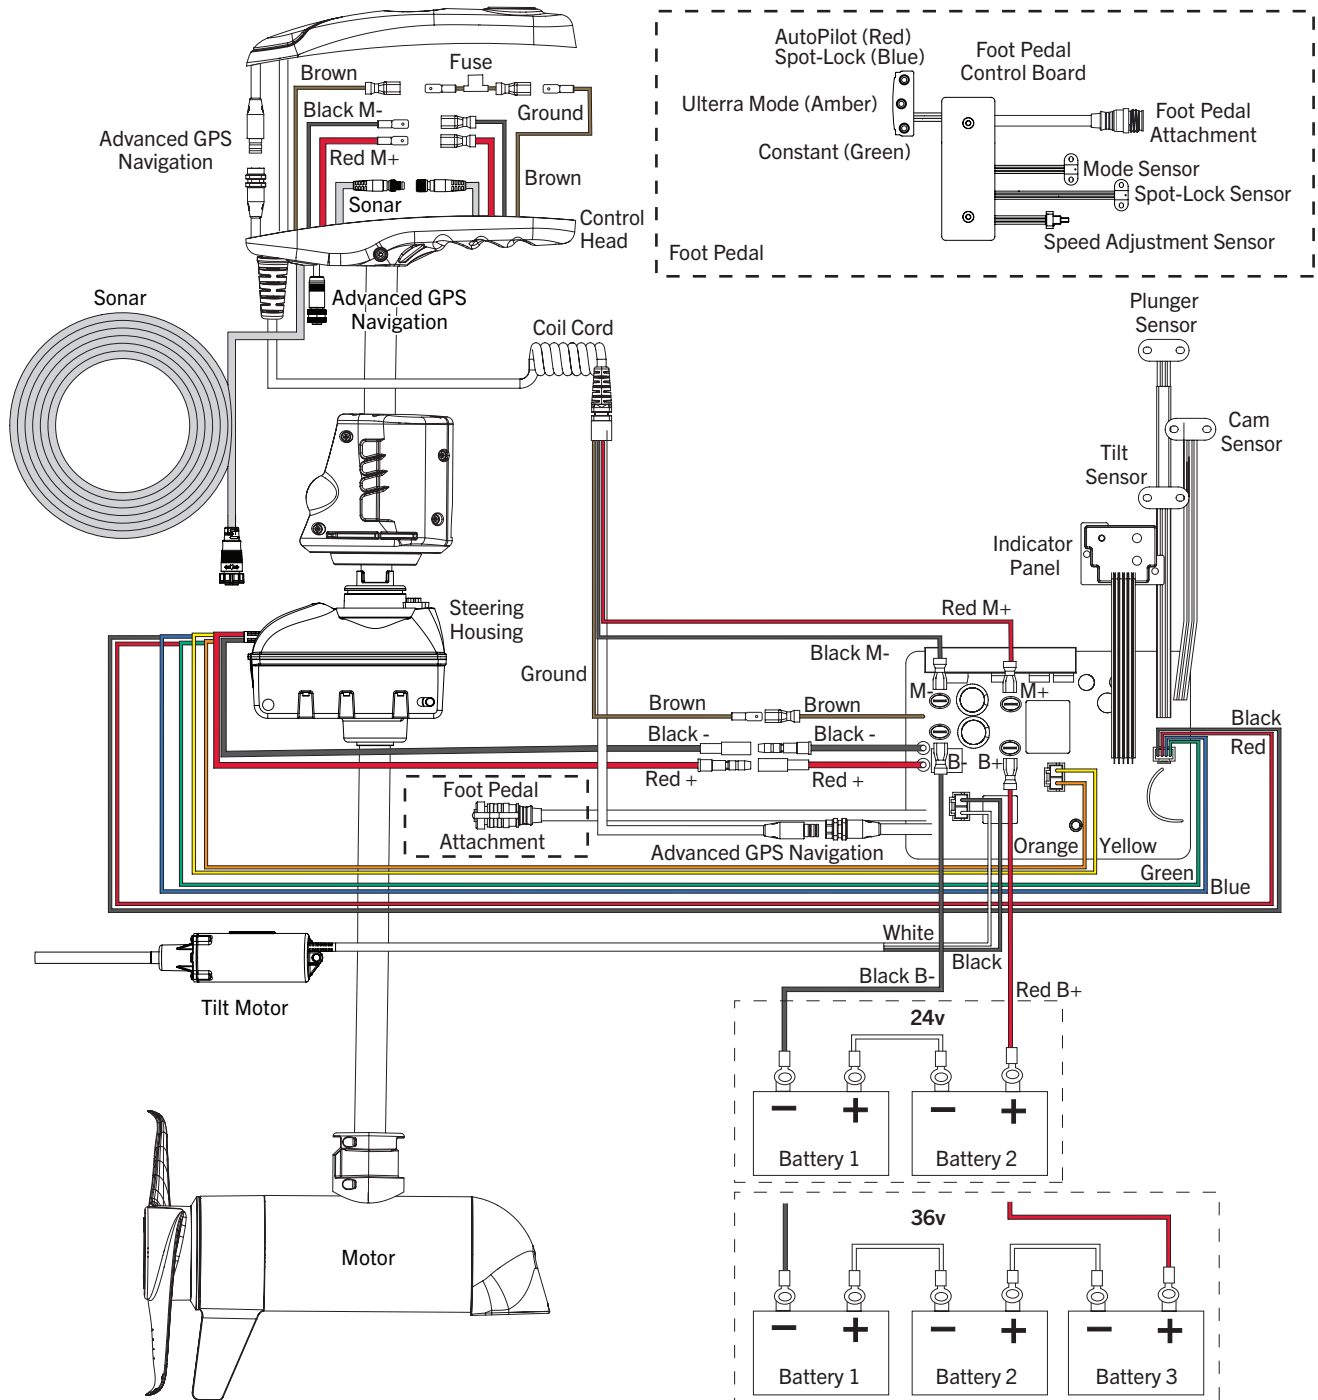 Brown
Fuse
Black M-
Ground
Advanced GPS
Navigation
Red M+
Brown
Sonar
Control
Head
AutoPilot (Red)
Spot-Lock (Blue)
Foot Pedal
Control Board
Ulterra Mode (Amber)
Foot Pedal
Attachment
Constant (Green)
Mode Sensor
Spot-Lock Sensor
Speed Adjustment Sensor
Foot Pedal
Sonar
Advanced GPS
Navigation
Coil Cord
Plunger
Sensor
Cam
Sensor
Tilt
Sensor
Indicator
Panel
Steering
Housing
Red M+
Black M-
Ground
M-
M+
Brown
Brown
Black
Red
Black -
Black -
B-
B+
Red +
Red +
Foot Pedal
Attachment
Advanced GPS Navigation
Orange
Yellow
Green
Blue
White
Black
Black B-
Red B+
Tilt Motor
24v
− +
− +
Battery 1
Battery 2
36v
Motor
− +
− +
− +
Battery 1
Battery 2
Battery 3